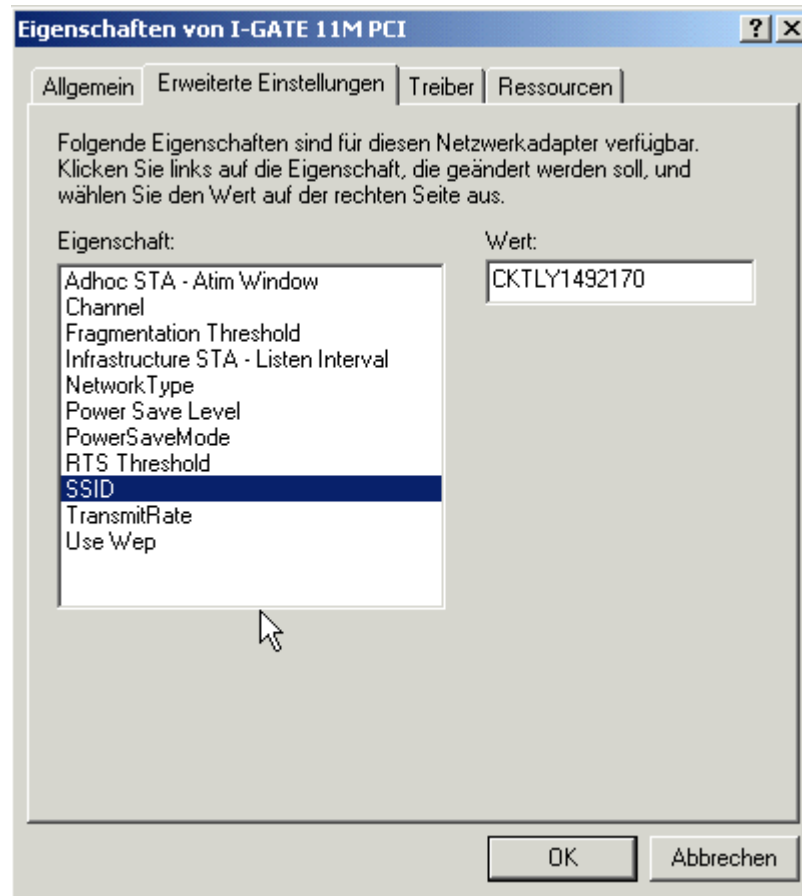 Eigenschaften von I-GATE 11M PCI
Allgemein Erweiterte Einstellungen Treiber Ressourcen
Folgende Eigenschaften sind für diesen Netzwerkadapter verfügbar.
Klicken Sie links auf die Eigenschaft, die geändert werden soll, und
wählen Sie den Wert auf der rechten Seite aus.
Eigenschaft: Wert:
CKTLY1492170
Adhoc STA - Atim Window
Channel
Fragmentation Threshold
Infrastructure STA - Listen Interval
NetworkType
Power Save Level
PowerSaveMode
RTS Threshold
SSID
TransmitRate
Use Wep
OK Abbrechen